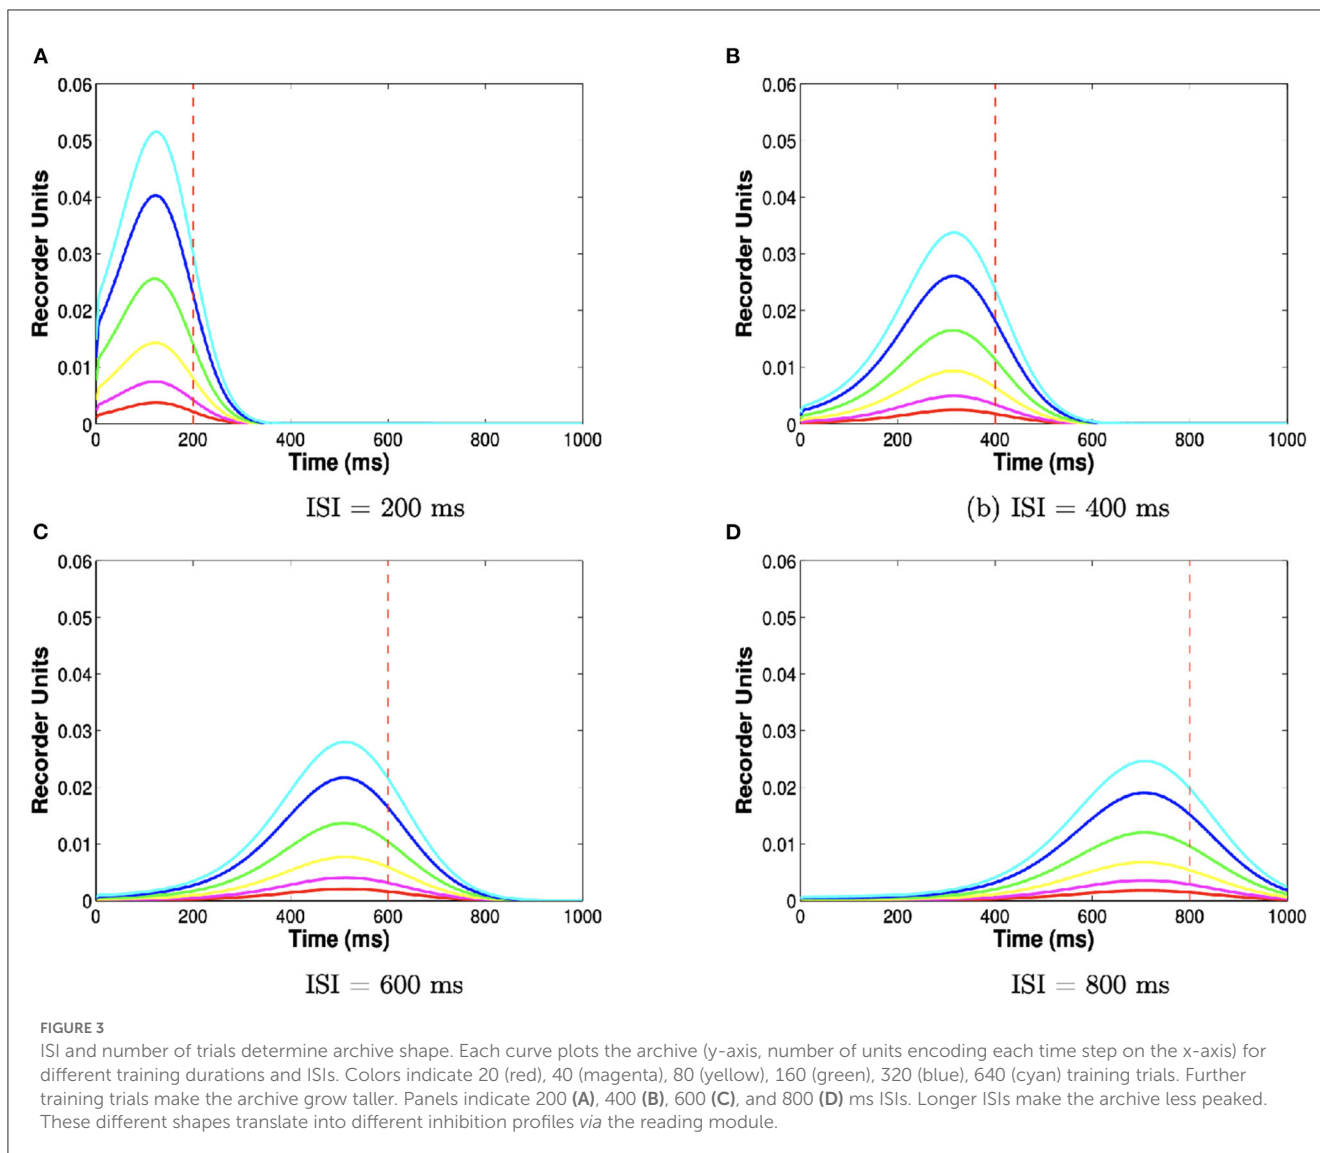 A
0.06
0.05
0.04
0.03
0.02
0.01
0
Recorder Units
0 200 400 600 800 1000
Time (ms)
ISI = 200 ms
B
0.06
0.05
0.04
0.03
0.02
0.01
0
Recorder Units
0 200 400 600 800 1000
Time (ms)
(b) ISI = 400 ms
C
0.06
0.05
0.04
0.03
0.02
0.01
0
Recorder Units
0 200 400 600 800 1000
Time (ms)
ISI = 600 ms
D
0.06
0.05
0.04
0.03
0.02
0.01
0
Recorder Units
0 200 400 600 800 1000
Time (ms)
ISI = 800 ms
FIGURE 3
ISI and number of trials determine archive shape. Each curve plots the archive (y-axis, number of units encoding each time step on the x-axis) for
different training durations and ISIs. Colors indicate 20 (red), 40 (magenta), 80 (yellow), 160 (green), 320 (blue), 640 (cyan) training trials. Further
training trials make the archive grow taller. Panels indicate 200 (A), 400 (B), 600 (C), and 800 (D) ms ISIs. Longer ISIs make the archive less peaked.
These different shapes translate into different inhibition profiles via the reading module.